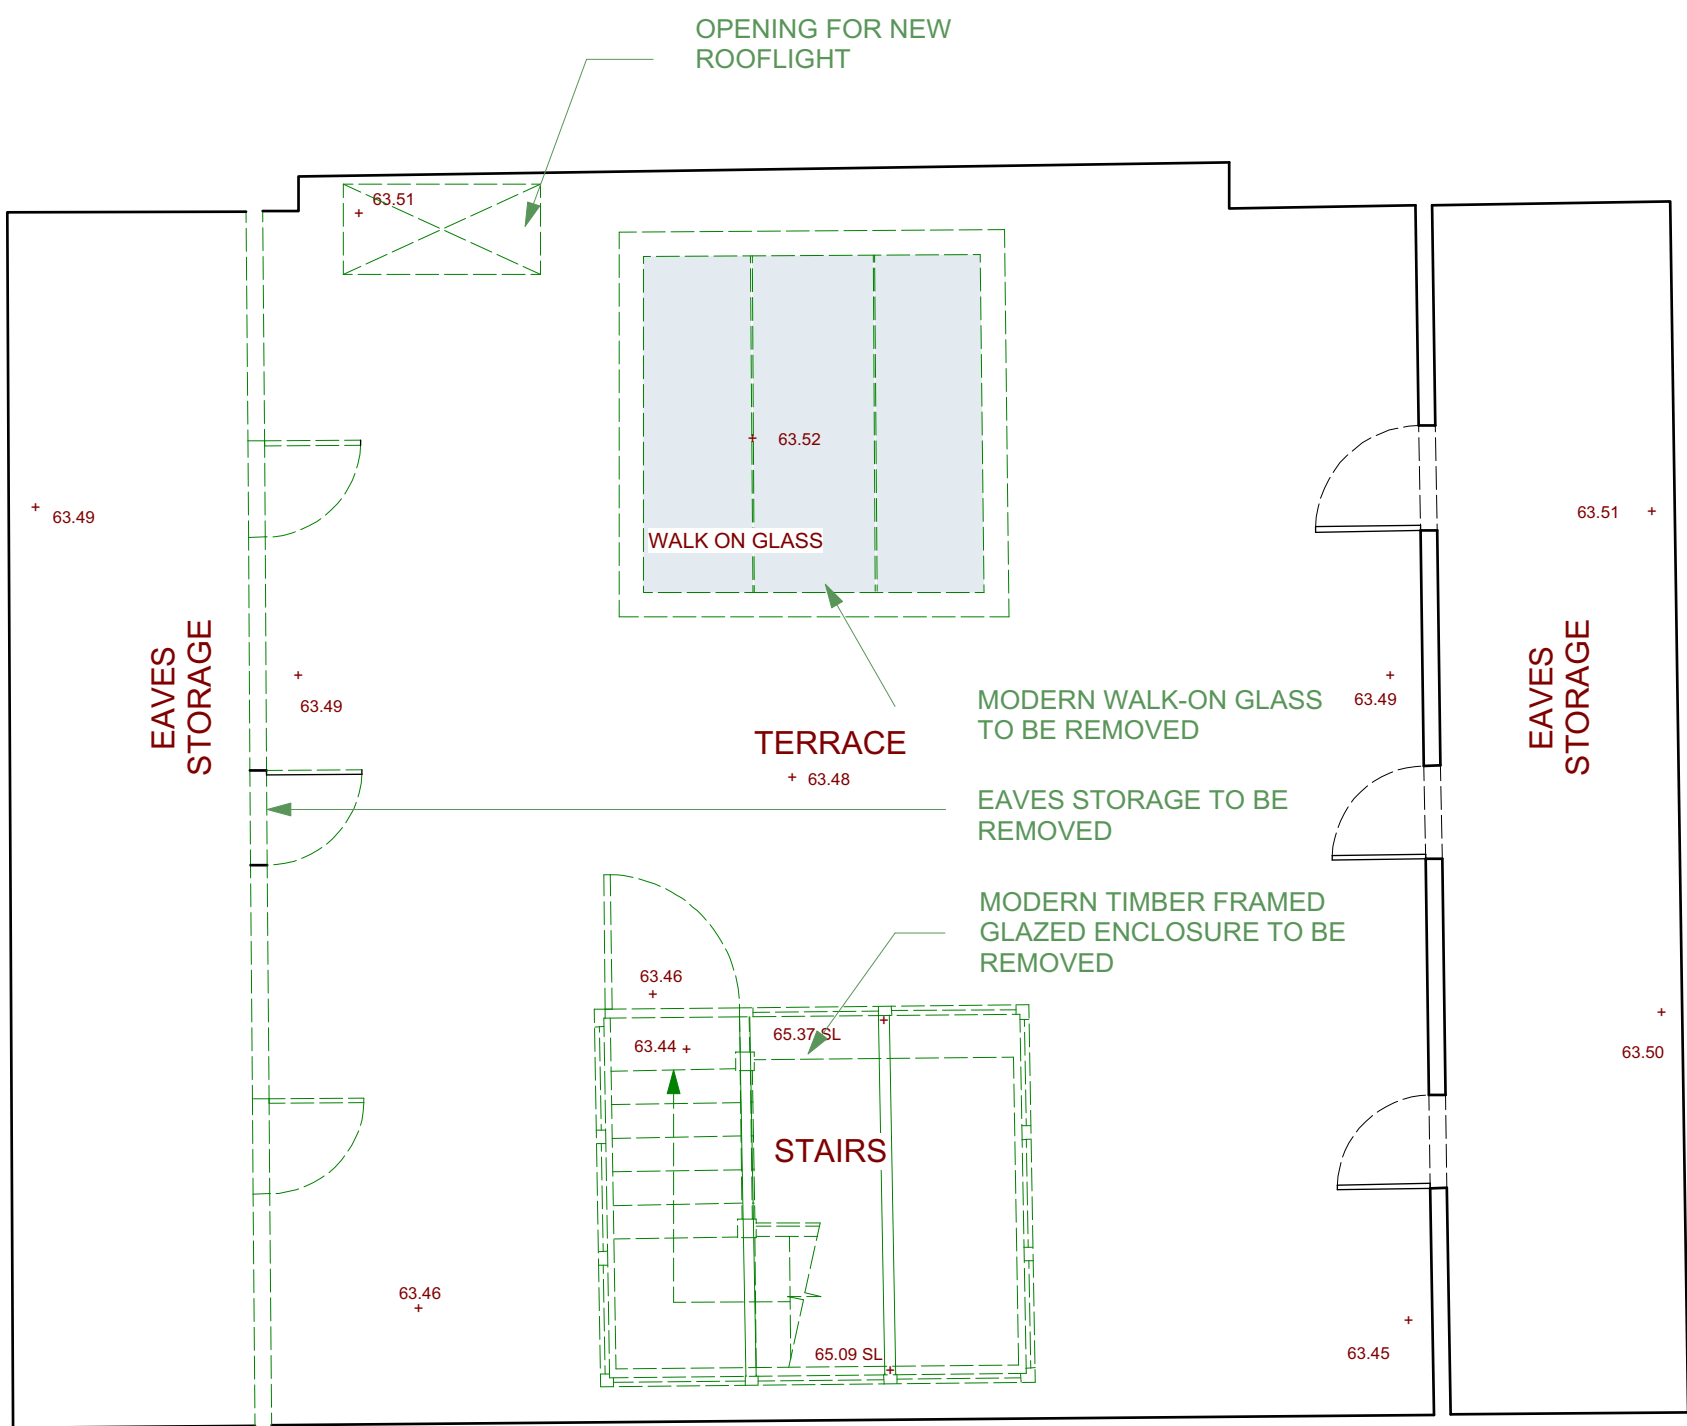 OPENING FOR NEW
ROOFLIGHT
63.51
63.52
WALK ON GLASS
63.49
63.51
EAVES
STORAGE
63.49
EAVES
STORAGE
63.49
MODERN WALK-ON GLASS
TO BE REMOVED
TERRACE
63.48
EAVES STORAGE TO BE
REMOVED
MODERN TIMBER FRAMED
GLAZED ENCLOSURE TO BE
REMOVED
63.46
65.37 SL
63.44
63.50
STAIRS
63.46
65.09 SL
63.45